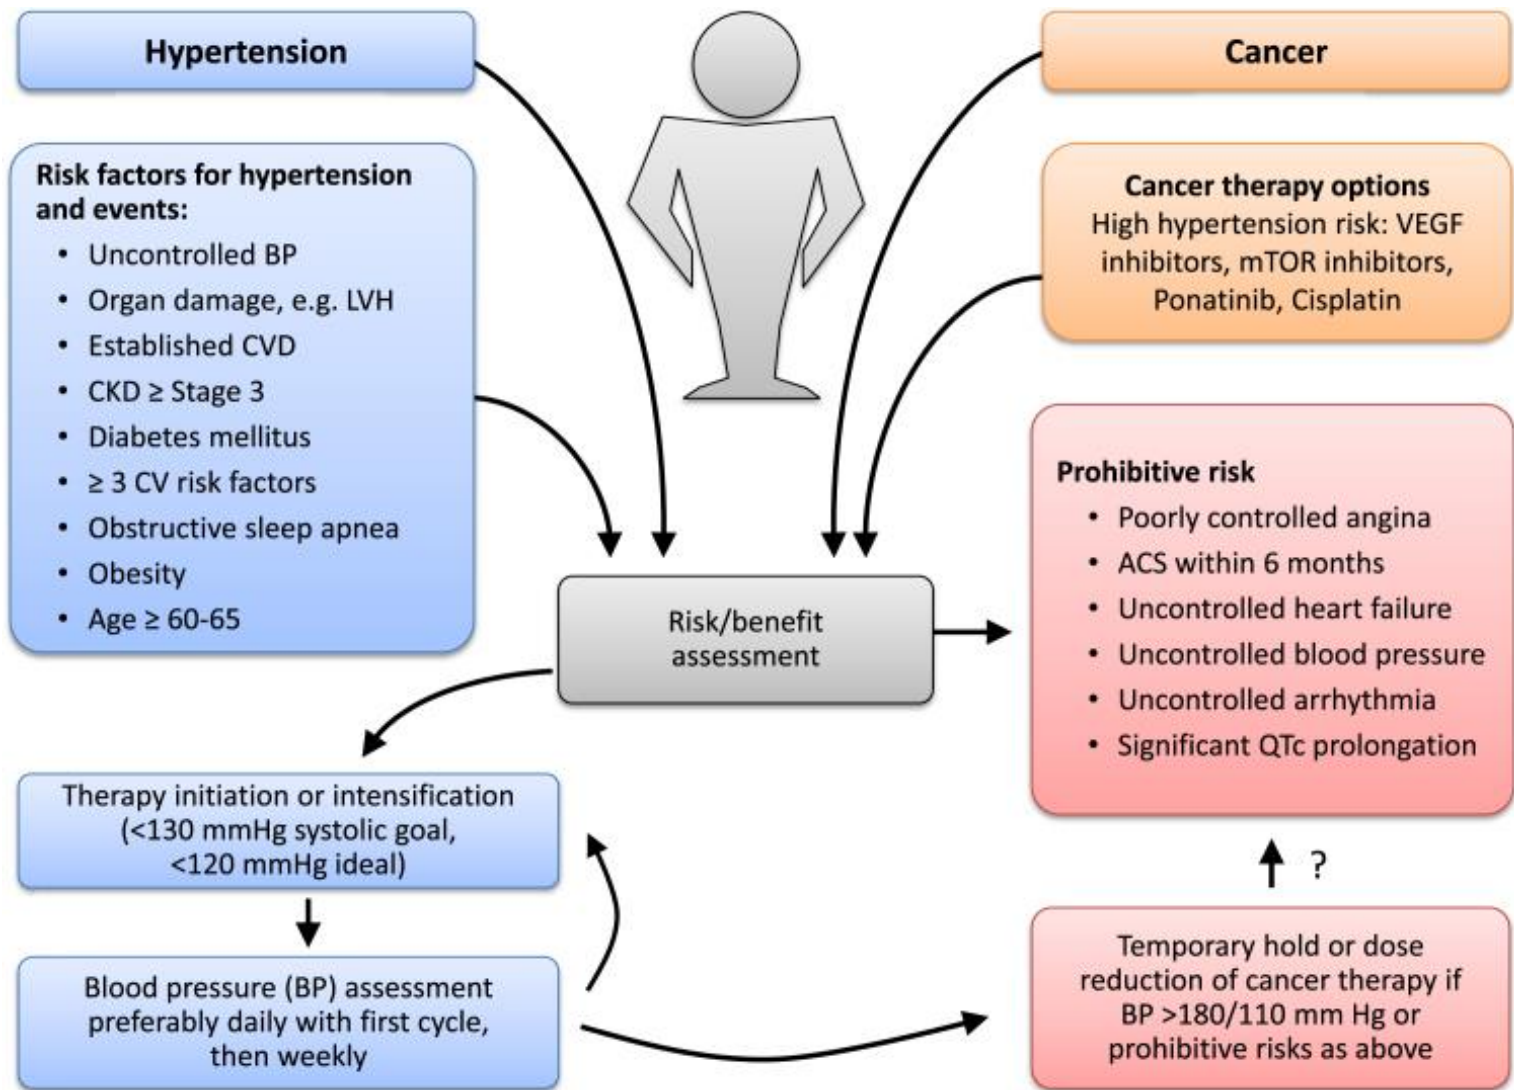 Hypertension
Cancer
Risk factors for hypertension
and events:
• Uncontrolled BP
• Organ damage, e.g. LVH
• Established CVD
• CKD ≥ Stage 3
• Diabetes mellitus
• ≥ 3 CV risk factors
• Obstructive sleep apnea
• Obesity
• Age ≥ 60-65
Cancer therapy options
High hypertension risk: VEGF
inhibitors, mTOR inhibitors,
Ponatinib, Cisplatin
Risk/benefit
assessment
Prohibitive risk
• Poorly controlled angina
• ACS within 6 months
• Uncontrolled heart failure
• Uncontrolled blood pressure
• Uncontrolled arrhythmia
• Significant QTc prolongation
Therapy initiation or intensification
(<130 mmHg systolic goal,
<120 mmHg ideal)
Blood pressure (BP) assessment
preferably daily with first cycle,
then weekly
?
Temporary hold or dose
reduction of cancer therapy if
BP >180/110 mm Hg or
prohibitive risks as above